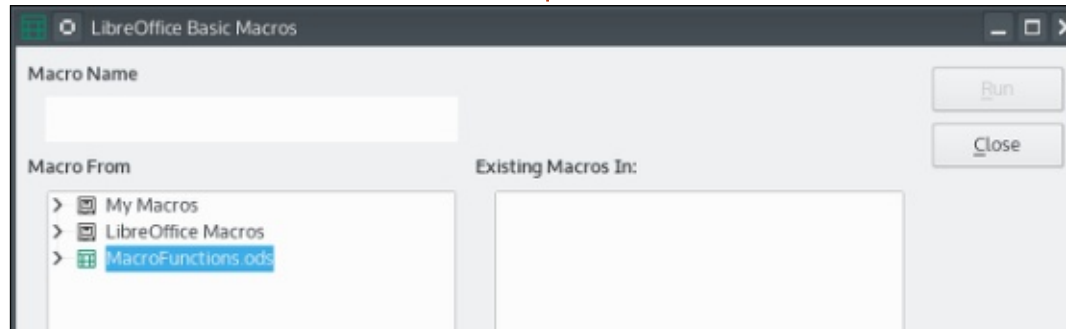 LibreOffice Basic Macros
Macro Name
Run
Close
Macro From
Existing Macros In:
My Macros
LibreOffice Macros
MacroFunctions.ods